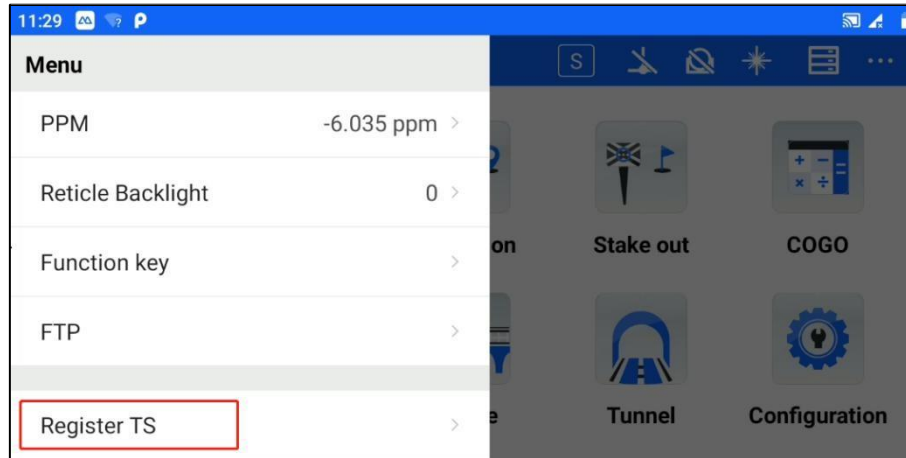 11:29
Menu
S
PPM -6.035 ppm
Reticle Backlight 0
on Stake out COGO
Function key
FTP
e Tunnel Configuration
Register TS